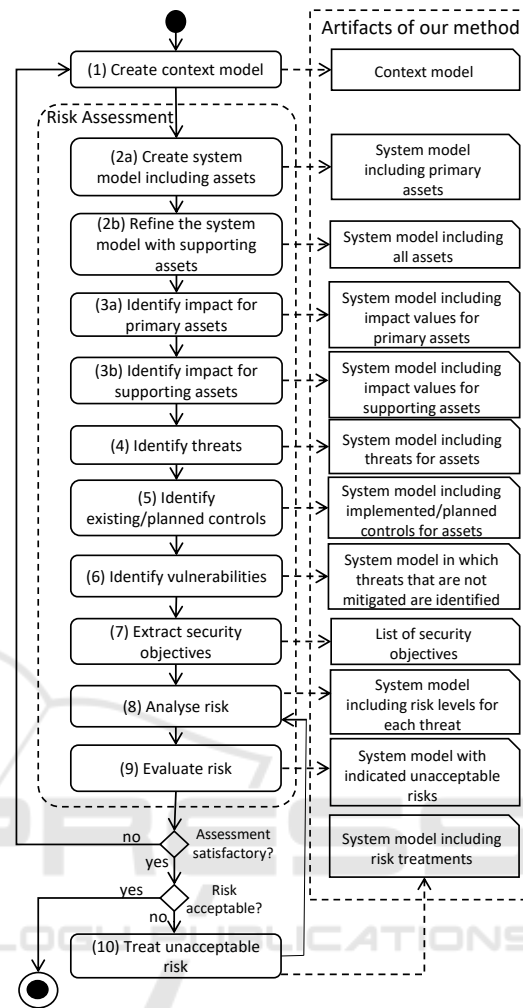 Artifacts of our method
(1) Create context model
Context model
Risk Assessment
(2a) Create system
model including assets
System model
including primary
assets
(2b) Refine the system
model with supporting
assets
System model including
all assets
(3a) Identify impact for
primary assets
System model including
impact values for
primary assets
(3b) Identify impact for
supporting assets
System model including
impact values for
supporting assets
(4) Identify threats
System model including
threats for assets
(5) Identify
existing/planned controls
System model including
implemented/planned
controls for assets
(6) Identify vulnerabilities
System model in which
threats that are not
mitigated are identified
(7) Extract security
objectives
List of security
objectives
(8) Analyse risk
System model
including risk levels for
each threat
(9) Evaluate risk
System model with
indicated unacceptable
risks
no
Assessment
satisfactory?
yes
System model including
risk treatments
yes
Risk
acceptable?
no
(10) Treat unacceptable
risk
PRESS
LOGY PUBLICATIONS